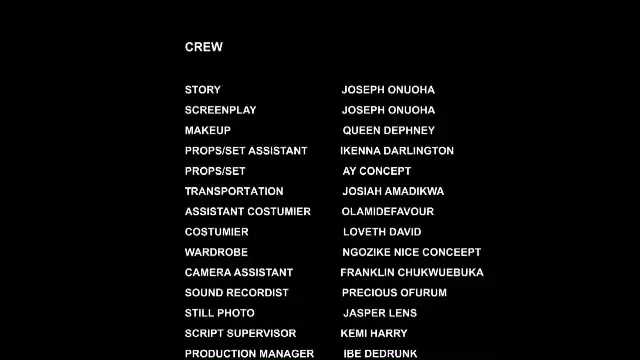 CREW
STORY JOSEPH ONUOHA
SCREENPLAY JOSEPH ONUOHA
MAKEUP QUEEN DEPHNEY
PROPS/SET ASSISTANT IKENNA DARLINGTON
PROPS/SET AY CONCEPT
TRANSPORTATION JOSIAH AMADIKWA
ASSISTANT COSTUMIER OLAMIDEFAVOUR
COSTUMIER LOVETH DAVID
WARDROBE NGOZIKE NICE CONCEEPT
CAMERA ASSISTANT FRANKLIN CHUKWUEBUKA
SOUND RECORDIST PRECIOUS OFURUM
STILL PHOTO JASPER LENS
SCRIPT SUPERVISOR KEMI HARRY
PRODUCTION MANAGER IBE DEDRUNK